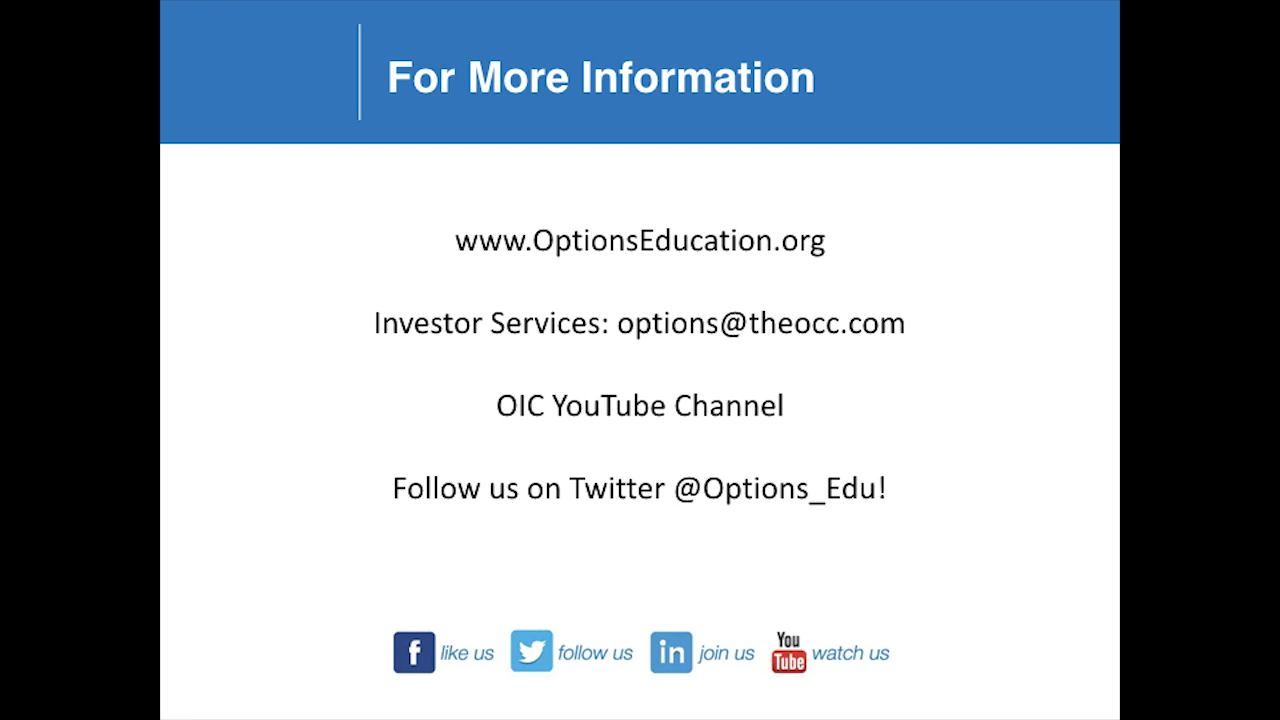 For More Information
www.OptionsEducation.org
Investor Services: options@theocc.com
OIC YouTube Channel
Follow us on Twitter @Options_Edu!
f like us follow us in join us You Tube watch us